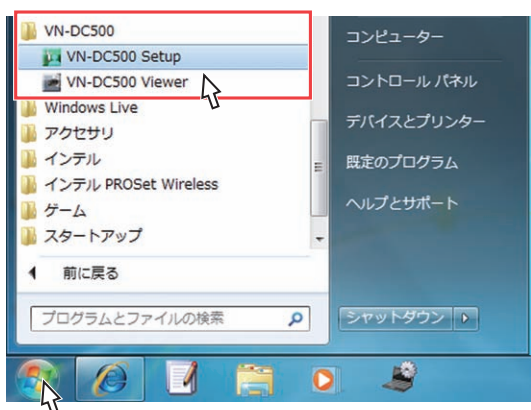 VN-DC500
VN-DC500 Setup
VN-DC500 Viewer
Windows Live
アクセサリ
インテル
インテル PROSet Wireless
ゲーム
スタートアップ
前に戻る
プログラムとファイルの検索
コンピューター
コントロール パネル
デバイスとプリンター
既定のプログラム
ヘルプとサポート
シャットダウン